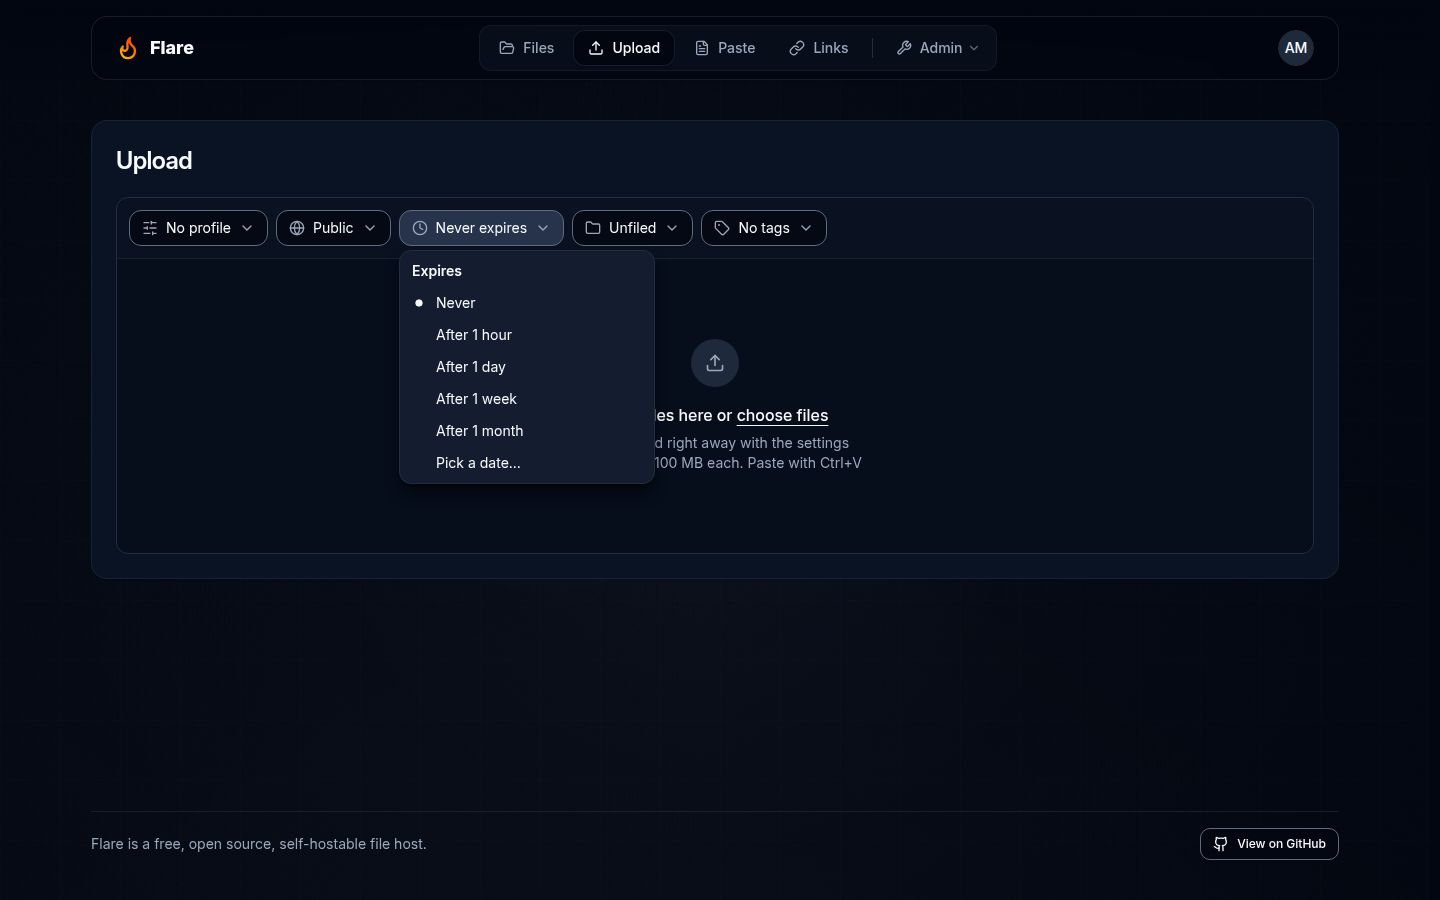 Flare
Files
Upload
Paste
Links
Admin
AM
Upload
No profile
Public
Never expires
Unfiled
No tags
Expires
Never
After 1 hour
After 1 day
After 1 week
After 1 month
Pick a date...
here or choose files
right away with the settings
100 MB each. Paste with Ctrl+V
Flare is a free, open source, self-hostable file host.
View on GitHub